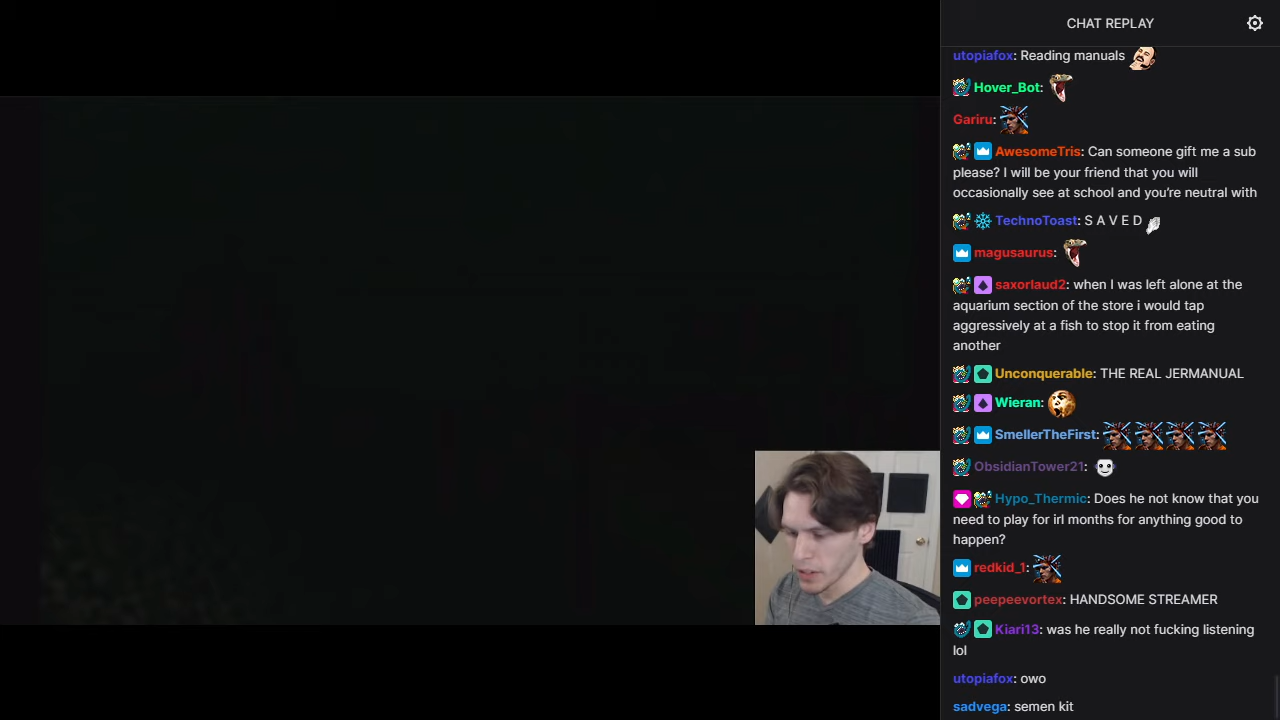 CHAT REPLAY
utopiafox: Reading manuals
Hover_Bot:
Gariru:
AwesomeTris: Can someone gift me a sub
please? I will be your friend that you will
occasionally see at school and you're neutral with
TechnoToast: S A V E D
magusaurus:
saxorlaud2: when I was left alone at the
aquarium section of the store i would tap
aggressively at a fish to stop it from eating
another
Unconquerable: THE REAL JERMANUAL
Wieran:
SmellerTheFirst:
ObsidianTower21:
Hypo_Thermic: Does he not know that you
need to play for irl months for anything good to
happen?
redkid_1:
peepeevortex: HANDSOME STREAMER
Kiari13: was he really not fucking listening
lol
utopiafox: owo
sadvega: semen kit